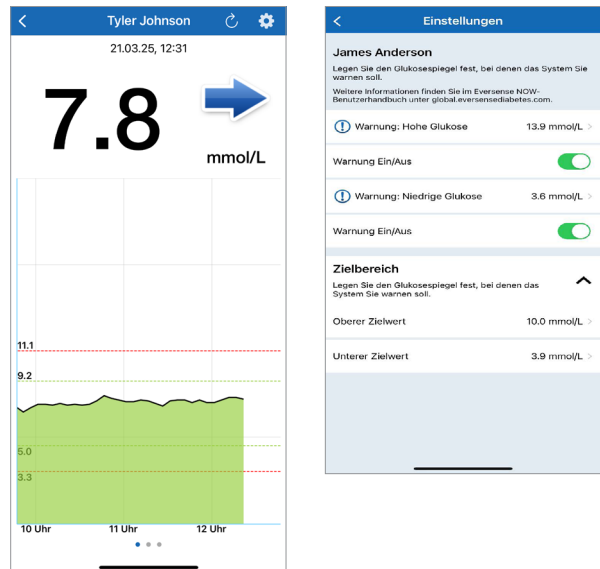 Tyler Johnson
21.03.25, 12:31
7.8
mmol/L
11.1
9.2
5.0
3.3
10 Uhr 11 Uhr 12 Uhr
Einstellungen
James Anderson
Legen Sie den Glukosespiegel fest, bei denen das System Sie
warnen soll.
Weitere Informationen finden Sie im Eversense NOW-
Benutzerhandbuch unter global.eversensediabetes.com.
Warnung: Hohe Glukose 13.9 mmol/L
Warnung Ein/Aus
Warnung: Niedrige Glukose 3.6 mmol/L
Warnung Ein/Aus
Zielbereich
Legen Sie den Glukosespiegel fest, bei denen das
System Sie warnen soll.
Oberer Zielwert 10.0 mmol/L
Unterer Zielwert 3.9 mmol/L